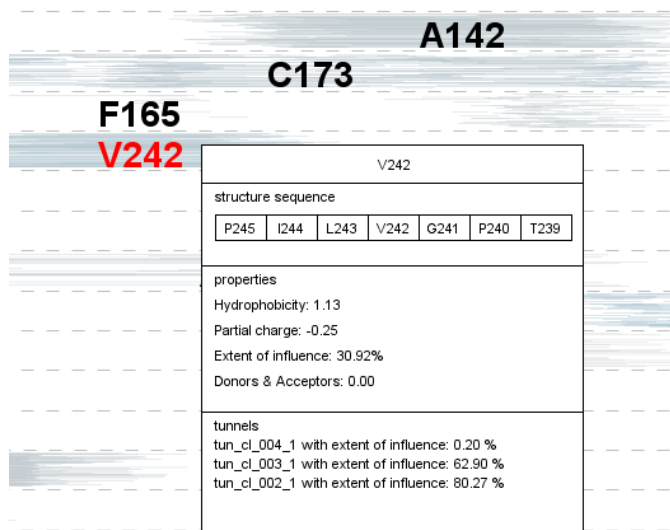 A142
C173
F165
V242
V242
structure sequence
P245 I244 L243 V242 G241 P240 T239
properties
Hydrophobicity: 1.13
Partial charge: -0.25
Extent of influence: 30.92%
Donors & Acceptors: 0.00
tunnels
tun_cl_004_1 with extent of influence: 0.20 %
tun_cl_003_1 with extent of influence: 62.90 %
tun_cl_002_1 with extent of influence: 80.27 %